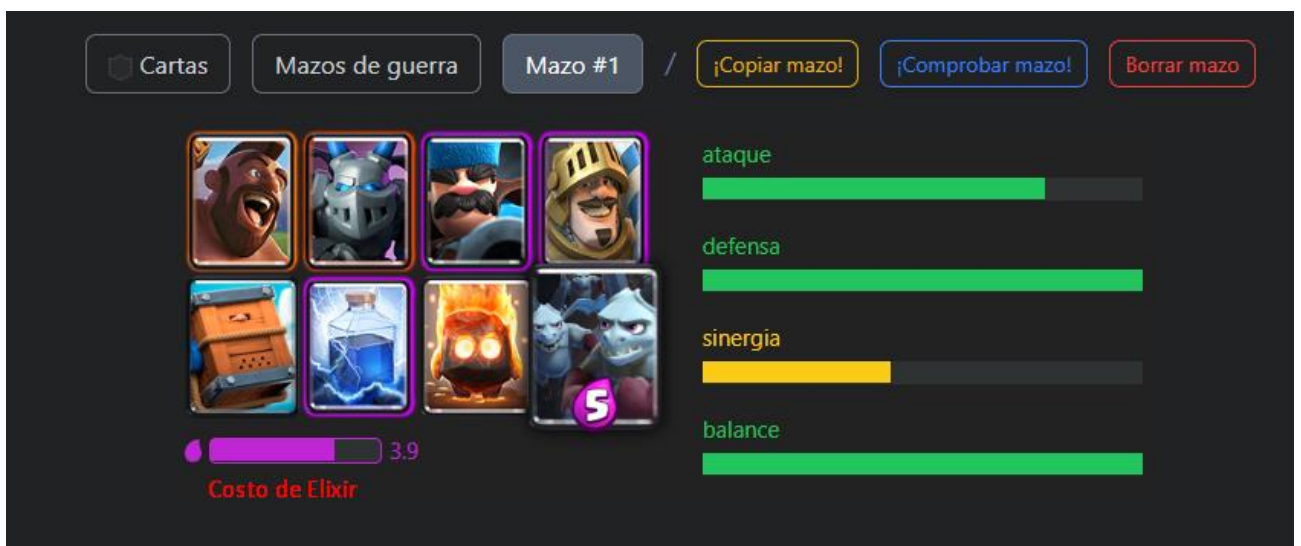 Cartas
Mazos de guerra
Mazo #1
/
¡Copiar mazo!
¡Comprobar mazo!
Borrar mazo
ataque
defensa
sinergia
5
balance
3.9
Costo de Elixir